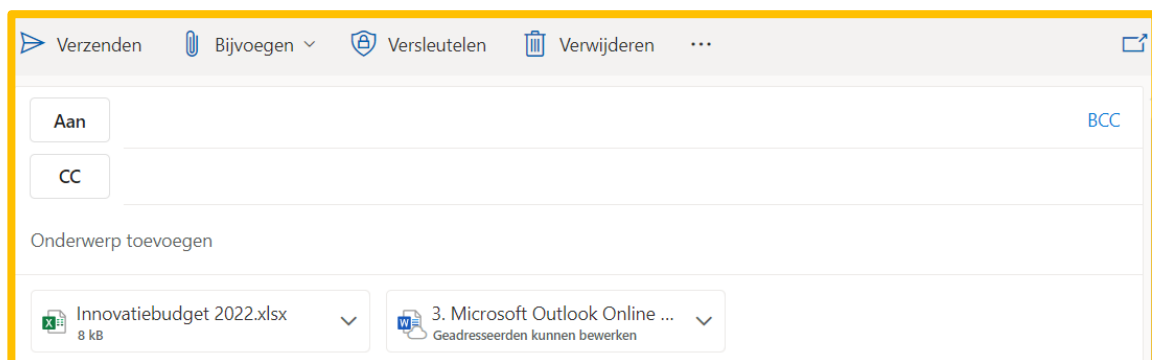 Verzenden Bijvoegen Versleutelen Verwijderen ...
Aan BCC
CC
Onderwerp toevoegen
Innovatiebudget 2022.xlsx
8 kB
3. Microsoft Outlook Online ...
Geadresseerden kunnen bewerken